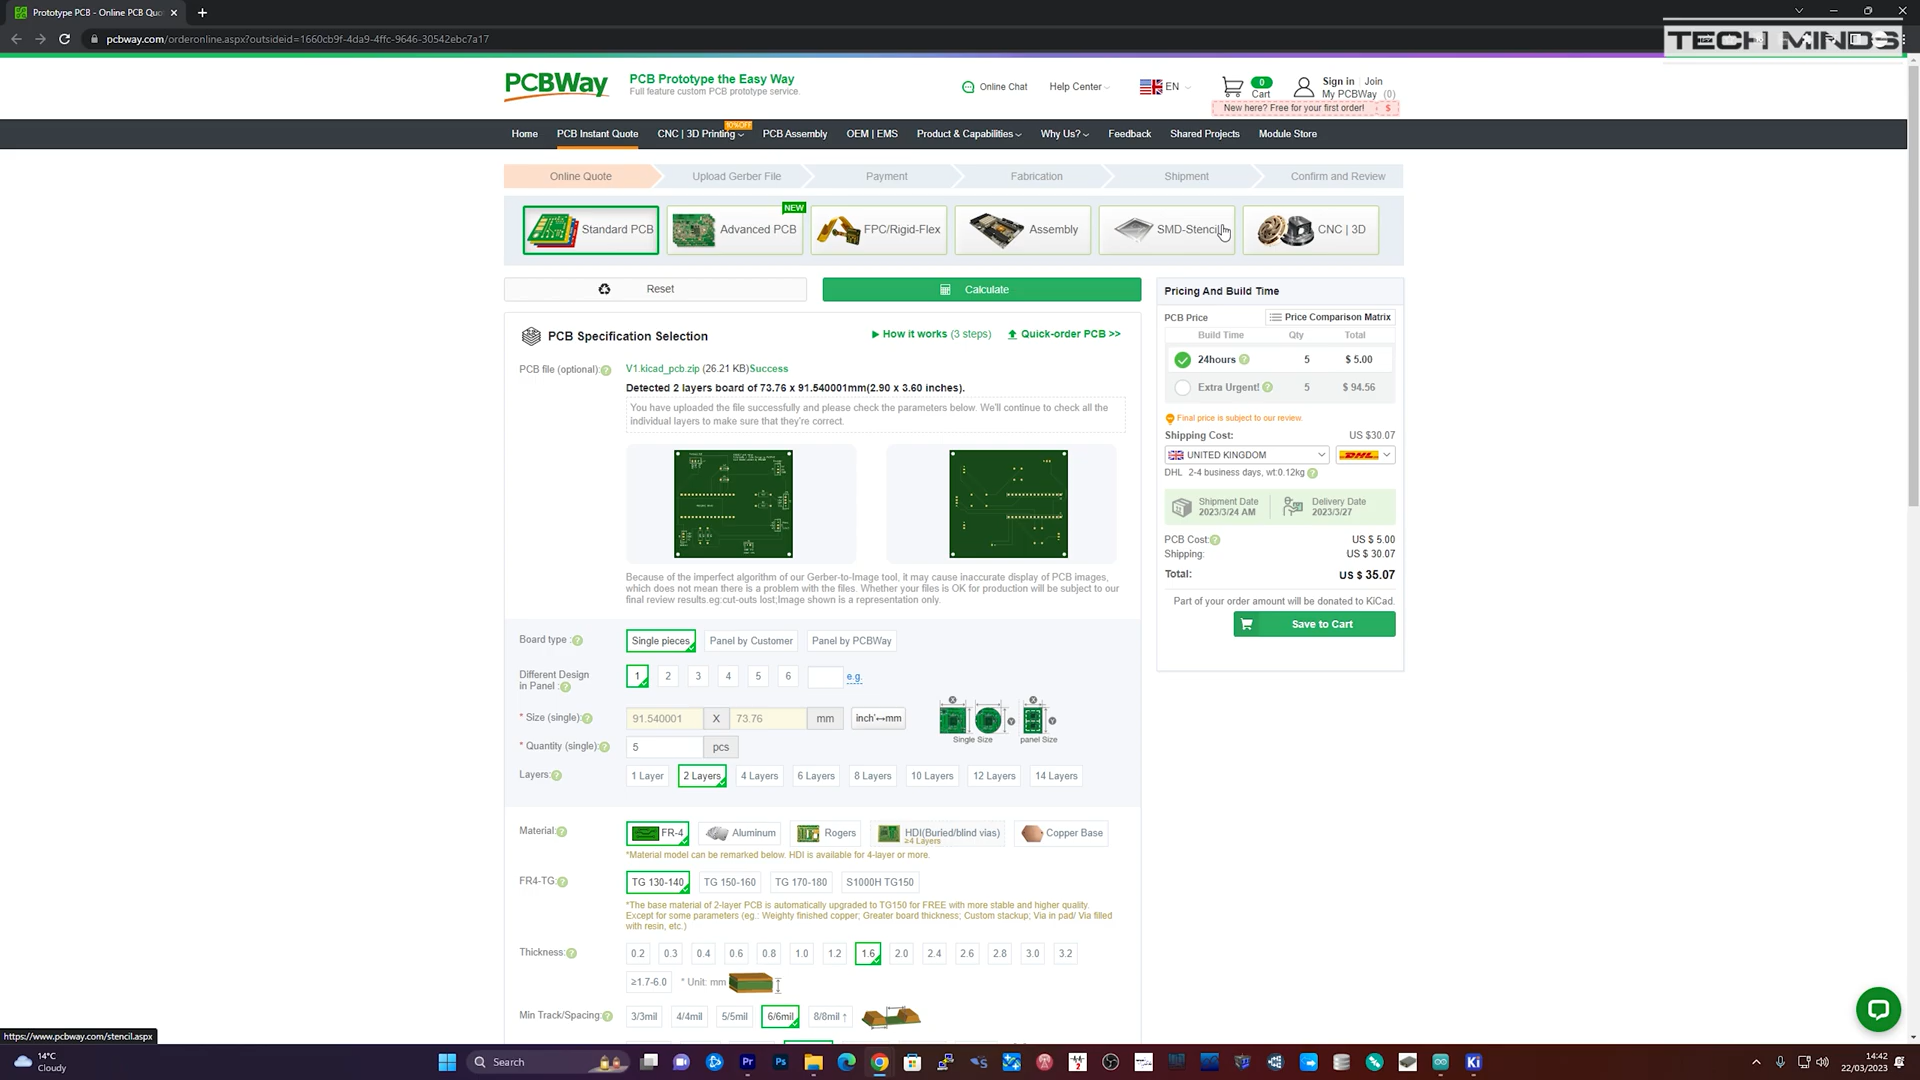 Prototype PCB - Online PCB Quo
pcbway.com/orderonline.aspx?outsideid=1660cb9f-4da9-4ffc-9646-30542ebc7a17
TECH MINDS
PCBWay
PCB Prototype the Easy Way
Full feature custom PCB prototype service.
Online Chat
Help Center
EN
0
Cart
Sign in | Join
My PCBWay (0)
New here? Free for your first order! $
Home
PCB Instant Quote
CNC | 3D Printing
10%OFF
PCB Assembly
OEM | EMS
Product & Capabilities
Why Us?
Feedback
Shared Projects
Module Store
Online Quote
Upload Gerber File
Payment
Fabrication
Shipment
Confirm and Review
Standard PCB
NEW
Advanced PCB
FPC/Rigid-Flex
Assembly
SMD-Stencil
CNC | 3D
Reset
Calculate
PCB Specification Selection
How it works (3 steps)
Quick-order PCB >>
PCB file (optional):
V1.kicad_pcb.zip (26.21 KB)Success
Detected 2 layers board of 73.76 x 91.540001mm(2.90 x 3.60 inches).
You have uploaded the file successfully and please check the parameters below. We'll continue to check all the
individual layers to make sure that they're correct.
Because of the imperfect algorithm of our Gerber-to-Image tool, it may cause inaccurate display of PCB images,
which does not mean there is a problem with the files. Whether your files is OK for production will be subject to our
final review results.eg:cut-outs lost;Image shown is a representation only.
Board type :
Single pieces
Panel by Customer
Panel by PCBWay
Different Design
in Panel :
1 2 3 4 5 6 e.g.
* Size (single):
91.540001 X 73.76 mm inch'↔mm
Single Size
panel Size
* Quantity (single):
5 pcs
Layers:
1 Layer 2 Layers 4 Layers 6 Layers 8 Layers 10 Layers 12 Layers 14 Layers
Material:
FR-4 Aluminum Rogers HDI(Buried/blind vias) Copper Base
≥4 Layers
*Material model can be remarked below. HDI is available for 4-layer or more.
FR4-TG:
TG 130-140 TG 150-160 TG 170-180 S1000H TG150
*The base material of 2-layer PCB is automatically upgraded to TG150 for FREE with more stable and higher quality.
Except for some parameters (eg.: Weighty finished copper; Greater board thickness; Custom stackup; Via in pad/ Via filled
with resin, etc.)
Thickness:
0.2 0.3 0.4 0.6 0.8 1.0 1.2 1.6 2.0 2.4 2.6 2.8 3.0 3.2
≥1.7-6.0 * Unit: mm
Min Track/Spacing:
3/3mil 4/4mil 5/5mil 6/6mil 8/8mil ↑
Pricing And Build Time
PCB Price
Price Comparison Matrix
Build Time Qty Total
24hours 5 $ 5.00
Extra Urgent! 5 $ 94.56
Final price is subject to our review.
Shipping Cost: US $30.07
UNITED KINGDOM
DHL
DHL 2-4 business days, wt:0.12kg
Shipment Date
2023/3/24 AM
Delivery Date
2023/3/27
PCB Cost: US $ 5.00
Shipping: US $ 30.07
Total: US $ 35.07
Part of your order amount will be donated to KiCad.
Save to Cart
https://www.pcbway.com/stencil.aspx
14°C
Cloudy
Search
Pr
Ps
Ki
14:42
22/03/2023